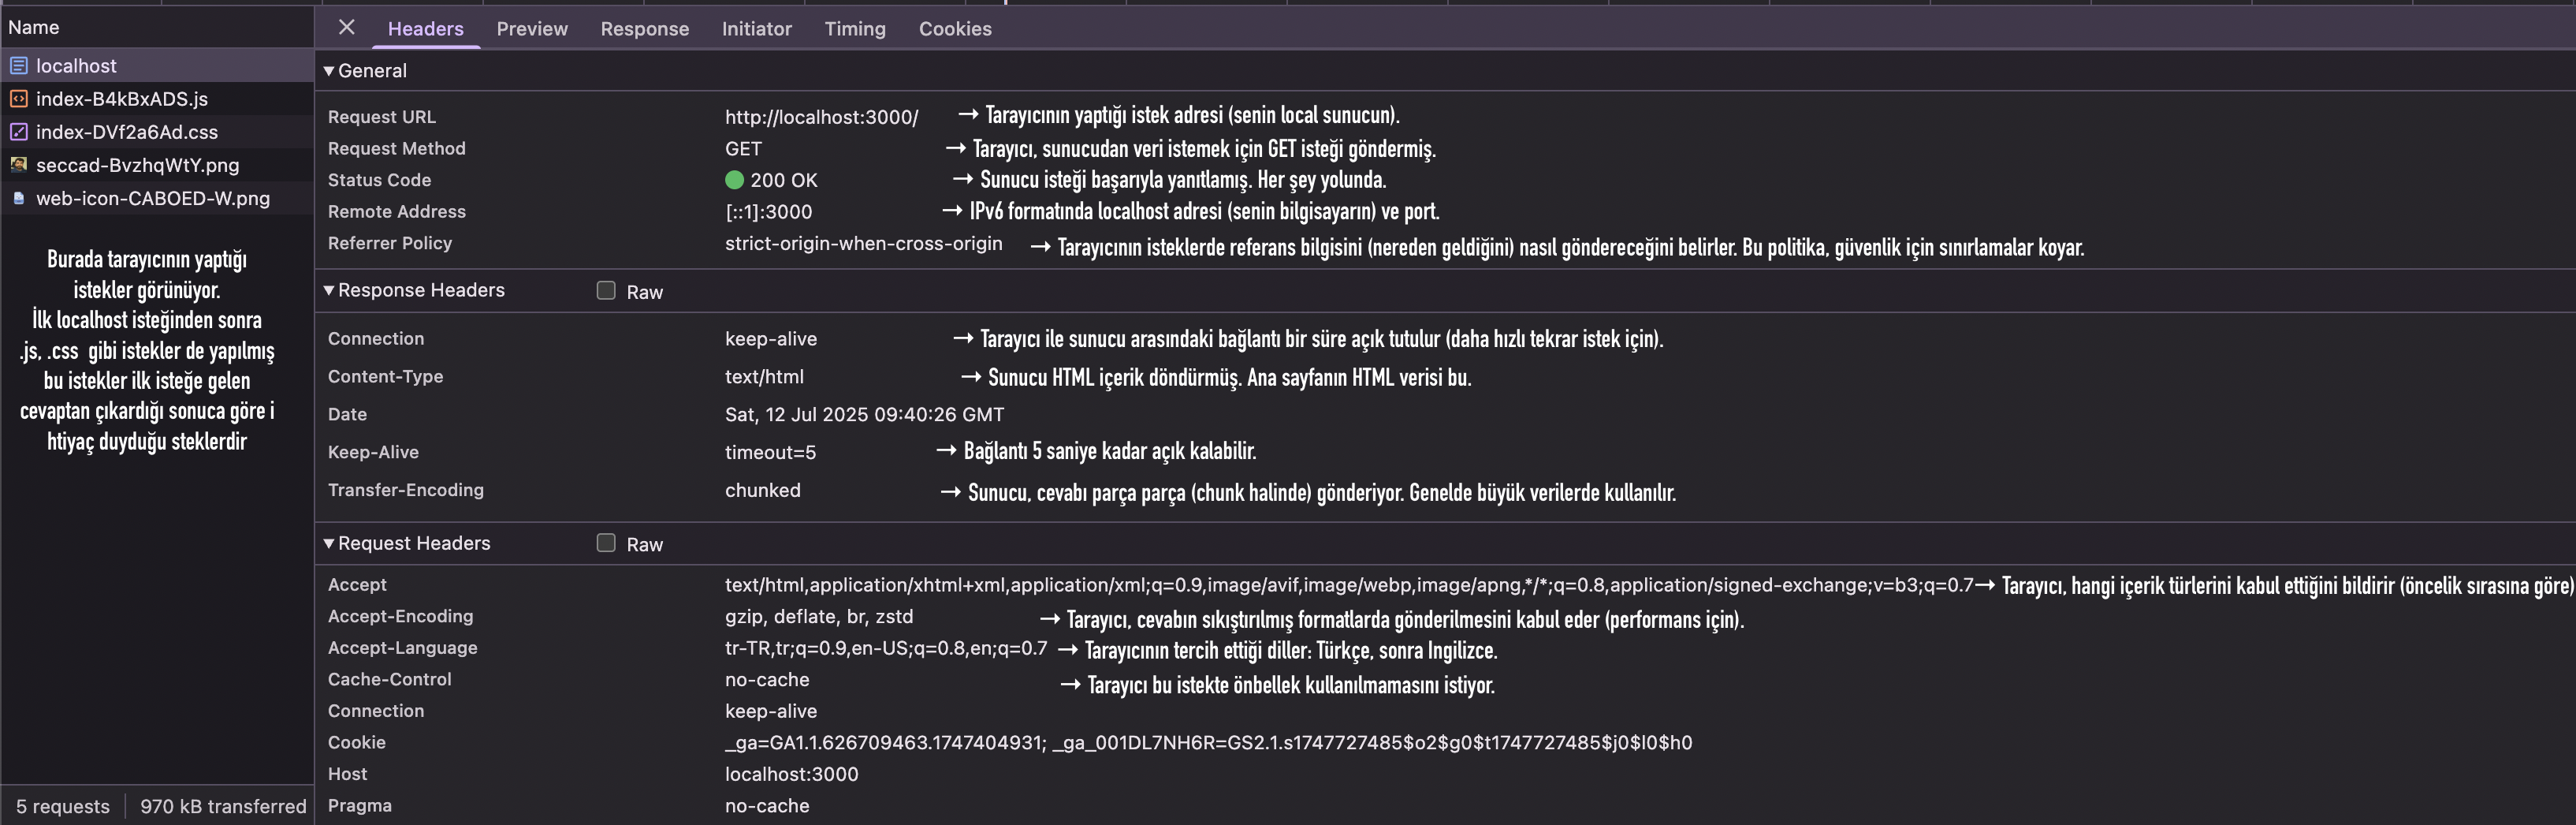 Name
localhost
index-B4kBxADS.js
index-DVf2a6Ad.css
seccad-BvzhqWtY.png
web-icon-CABOED-W.png
Burada tarayıcının yaptığı
istekler görünüyor.
İlk localhost isteğinden sonra
.js, .css gibi istekler de yapılmış
bu istekler ilk isteğe gelen
cevaptan çıkardığı sonuca göre i
htiyaç duyduğu steklerdir
5 requests 970 kB transferred
Headers Preview Response Initiator Timing Cookies
General
Request URL http://localhost:3000/ → Tarayıcının yaptığı istek adresi (senin local sunucun).
Request Method GET → Tarayıcı, sunucudan veri istemek için GET isteği göndermiş.
Status Code 200 OK → Sunucu isteği başarıyla yanıtlamış. Her şey yolunda.
Remote Address [::1]:3000 → IPv6 formatında localhost adresi (senin bilgisayarın) ve port.
Referrer Policy strict-origin-when-cross-origin → Tarayıcının isteklerde referans bilgisini (nereden geldiğini) nasıl göndereceğini belirler. Bu politika, güvenlik için sınırlamalar koyar.
Response Headers Raw
Connection keep-alive → Tarayıcı ile sunucu arasındaki bağlantı bir süre açık tutulur (daha hızlı tekrar istek için).
Content-Type text/html → Sunucu HTML içerik döndürmüş. Ana sayfanın HTML verisi bu.
Date Sat, 12 Jul 2025 09:40:26 GMT
Keep-Alive timeout=5 → Bağlantı 5 saniye kadar açık kalabilir.
Transfer-Encoding chunked → Sunucu, cevabı parça parça (chunk halinde) gönderiyor. Genelde büyük verilerde kullanılır.
Request Headers Raw
Accept text/html,application/xhtml+xml,application/xml;q=0.9,image/avif,image/webp,image/apng,*/*;q=0.8,application/signed-exchange;v=b3;q=0.7→ Tarayıcı, hangi içerik türlerini kabul ettiğini bildirir (öncelik sırasına göre)
Accept-Encoding gzip, deflate, br, zstd → Tarayıcı, cevabın sıkıştırılmış formatlarda gönderilmesini kabul eder (performans için).
Accept-Language tr-TR,tr;q=0.9,en-US;q=0.8,en;q=0.7 → Tarayıcının tercih ettiği diller: Türkçe, sonra Ingilizce.
Cache-Control no-cache → Tarayıcı bu istekte önbellek kullanılmamasını istiyor.
Connection keep-alive
Cookie _ga=GA1.1.626709463.1747404931; _ga_001DL7NH6R=GS2.1.s1747727485$o2$g0$t1747727485$j0$l0$h0
Host localhost:3000
Pragma no-cache